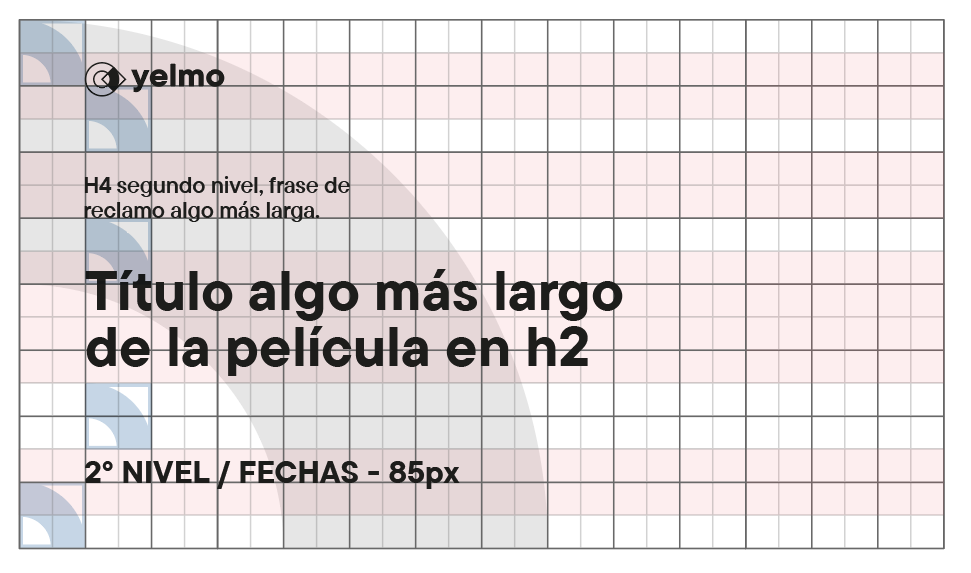 yelmo
H4 segundo nivel, frase de
reclamo algo más larga.
Título algo más largo
de la película en h2
2º NIVEL / FECHAS - 85px